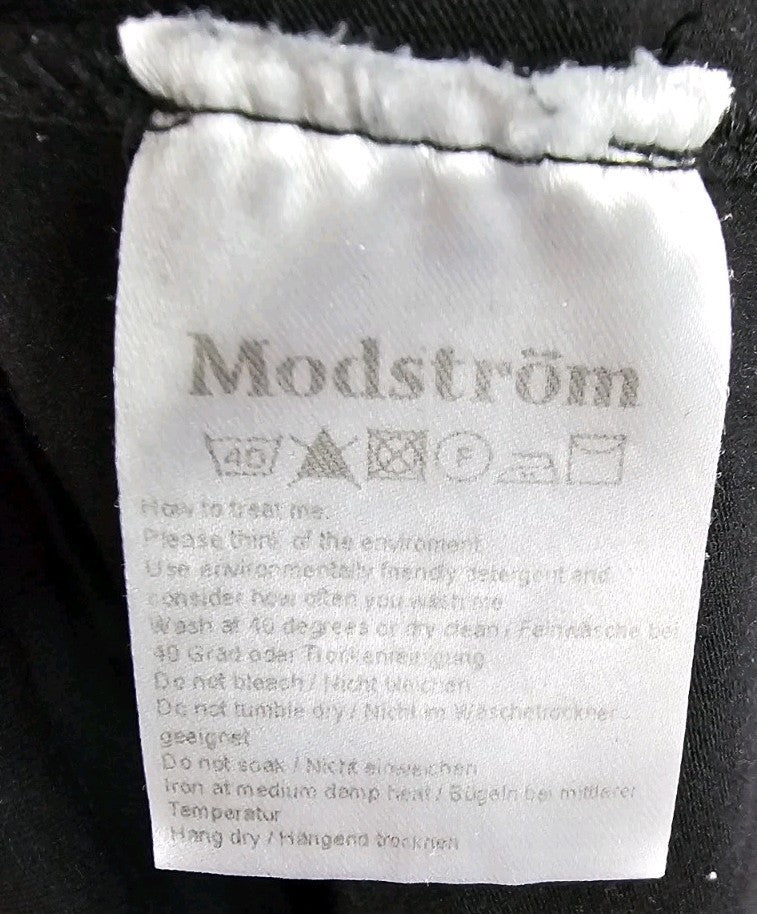 Modström
40 F
How to treat me:
Please think of the enviroment
Use environmentally friendly detergent and
consider how often you wash me
Wash at 40 degrees or dry clean / Feinwäsche bei
40 Grad oder Trockenreinigung
Do not bleach / Nicht bleichen
Do not tumble dry / Nicht im Wäschetrockner
geeignet
Do not soak / Nicht einweichen
Iron at medium damp heat / Bügeln bei mittlerer
Temperatur
Hang dry / Hängend trocknen